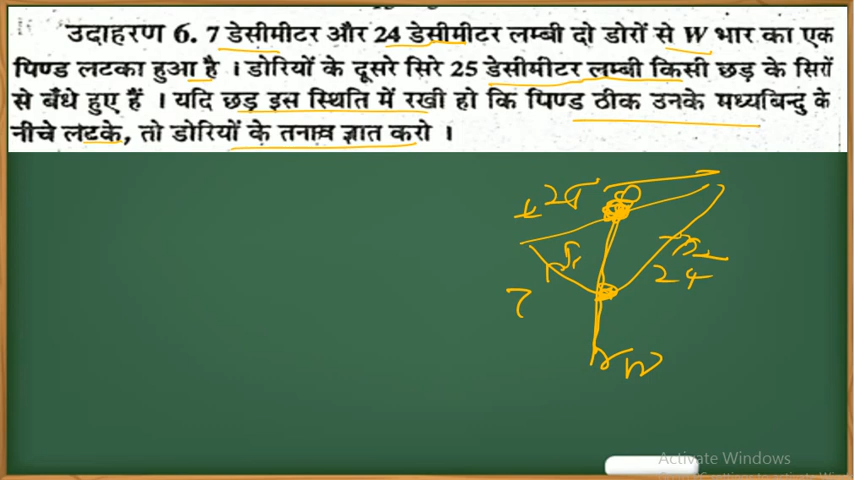 उदाहरण 6. 7 डेसीमीटर और 24 डेसीमीटर लम्बी दो डोरों से W भार का एक
पिण्ड लटका हुआ है । डोरियों के दूसरे सिरे 25 डेसीमीटर लम्बी किसी छड़ के सिरों
से बँधे हुए हैं । यदि छड़ इस स्थिति में रखी हो कि पिण्ड ठीक उनके मध्यबिन्दु के
नीचे लटके, तो डोरियों के तनाव ज्ञात करो ।
7
24
W
Activate Windows